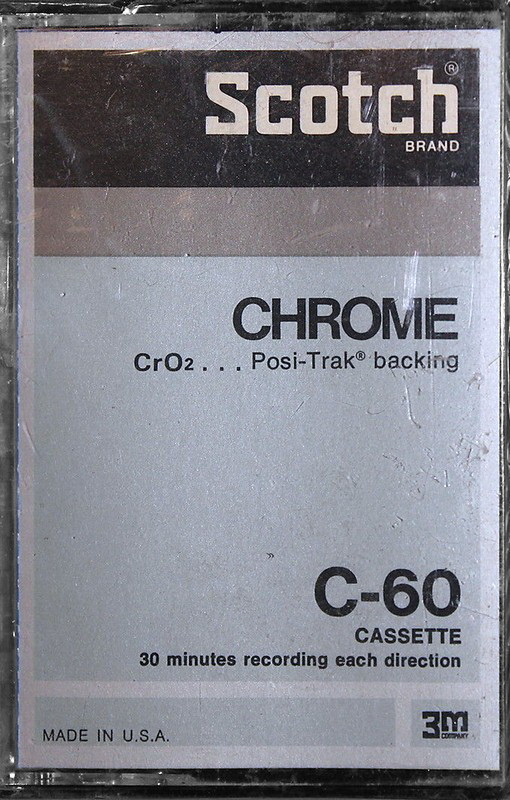 Scotch®
BRAND
CHROME
CrO2 . . . Posi-Trak® backing
C-60
CASSETTE
30 minutes recording each direction
MADE IN U.S.A.
3M
COMPANY